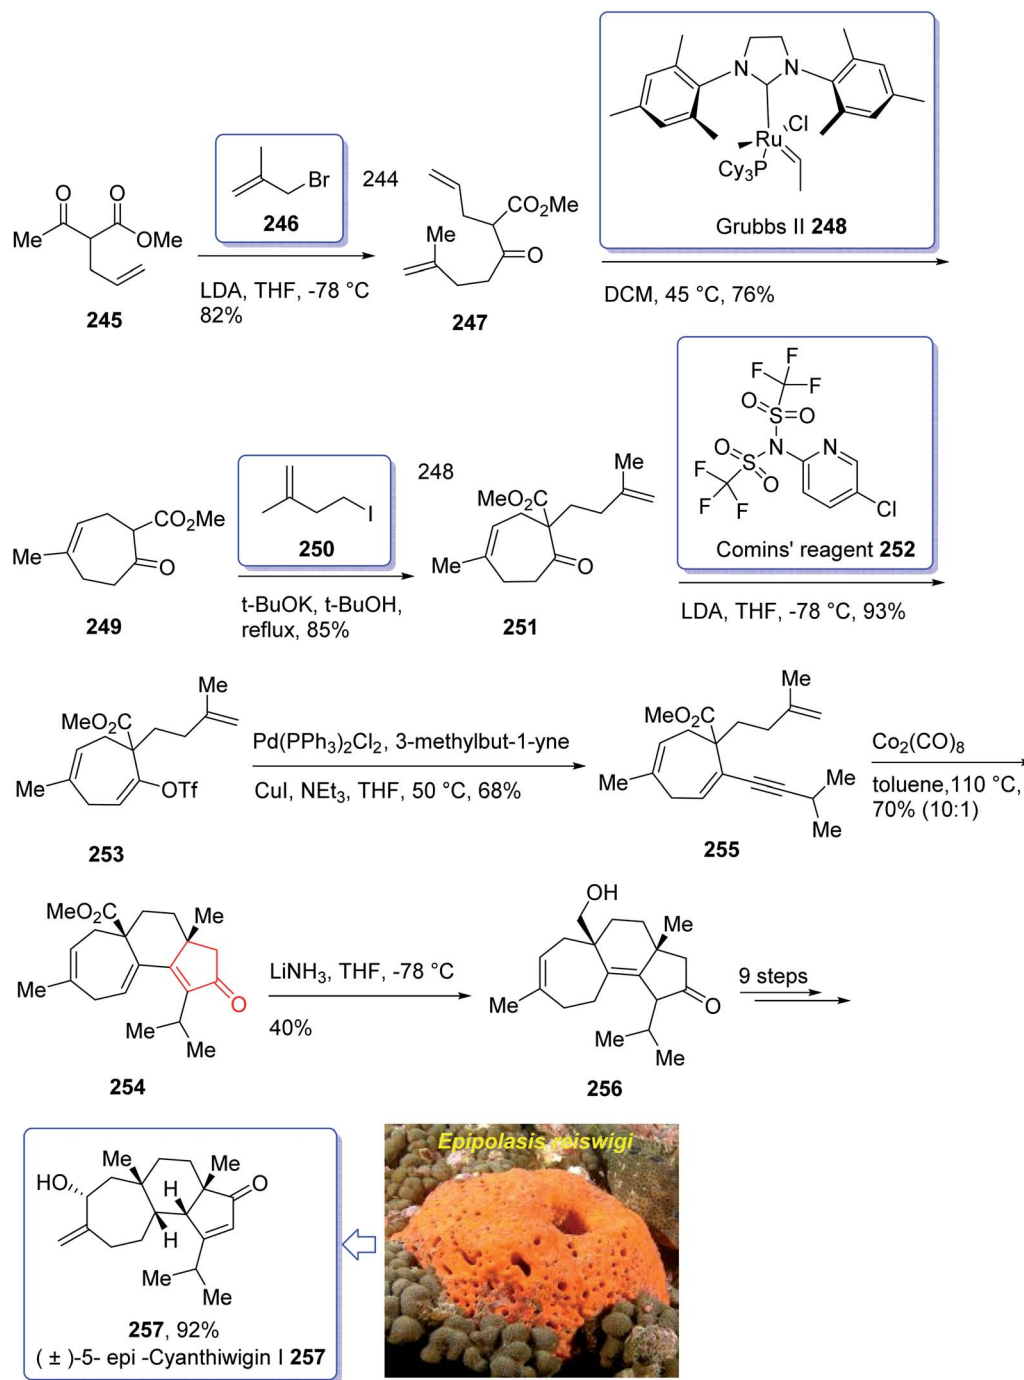 O
O
Me
OMe
245
Me
Br
246
244
LDA, THF, -78 °C
82%
CO₂Me
Me
O
247
N
N
Cl
Ru
Cy₃P
Grubbs II 248
DCM, 45 °C, 76%
CO₂Me
Me
O
249
I
250
248
t-BuOK, t-BuOH,
reflux, 85%
Me
MeO₂C
Me
O
251
F
F
F
O
S
O
N
N
O
S
O
F
F
F
Cl
Comins' reagent 252
LDA, THF, -78 °C, 93%
Me
MeO₂C
Me
OTf
253
Pd(PPh₃)₂Cl₂, 3-methylbut-1-yne
CuI, NEt₃, THF, 50 °C, 68%
Me
MeO₂C
Me
Me
Me
255
Co₂(CO)₈
toluene,110 °C,
70% (10:1)
MeO₂C
Me
Me
O
Me
Me
254
LiNH₃, THF, -78 °C
40%
OH
Me
Me
O
Me
Me
256
9 steps
Me
Me
HO
H
O
H
Me
Me
257, 92%
( ± )-5- epi -Cyanthiwigin I 257
Epipolasis reiswigi